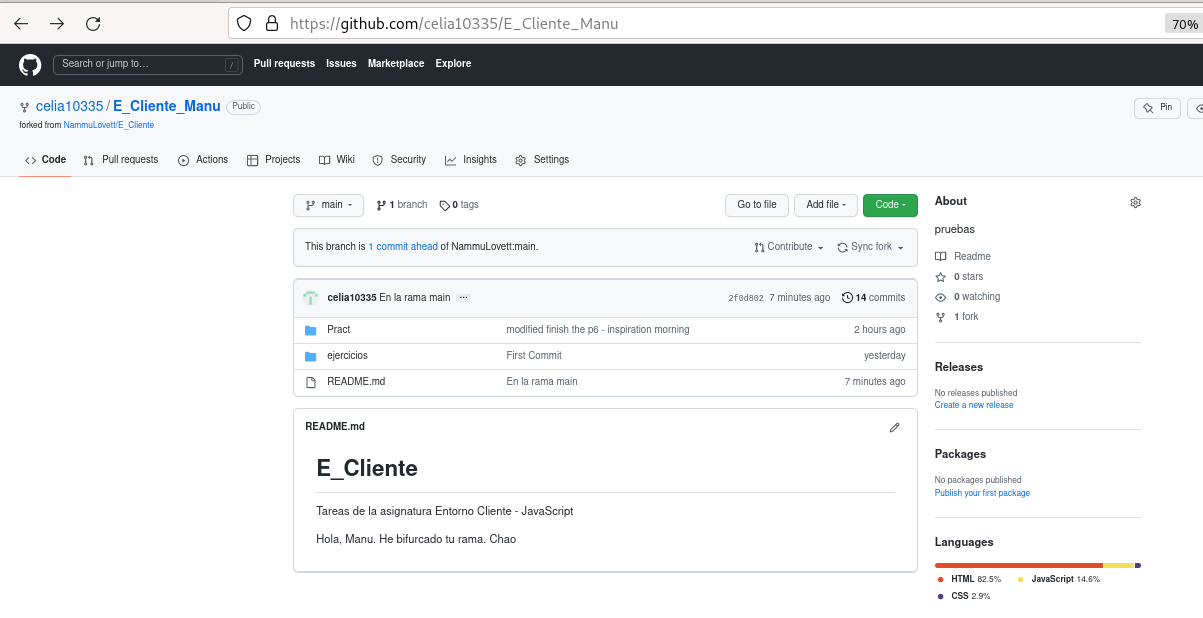 https://github.com/celia10335/E_Cliente_Manu
70%
Search or jump to…
/
Pull requests
Issues
Marketplace
Explore
celia10335 / E_Cliente_Manu
Public
Pin
forked from NammuLovett/E_Cliente
Code
Pull requests
Actions
Projects
Wiki
Security
Insights
Settings
main
1 branch
0 tags
Go to file
Add file
Code
This branch is 1 commit ahead of NammuLovett:main.
Contribute
Sync fork
celia10335 En la rama main
2f0d802 7 minutes ago
14 commits
Pract
modified finish the p6 - inspiration morning
2 hours ago
ejercicios
First Commit
yesterday
README.md
En la rama main
7 minutes ago
README.md
E_Cliente
Tareas de la asignatura Entorno Cliente - JavaScript
Hola, Manu. He bifurcado tu rama. Chao
About
pruebas
Readme
0 stars
0 watching
1 fork
Releases
No releases published
Create a new release
Packages
No packages published
Publish your first package
Languages
HTML 82.5%
JavaScript 14.6%
CSS 2.9%